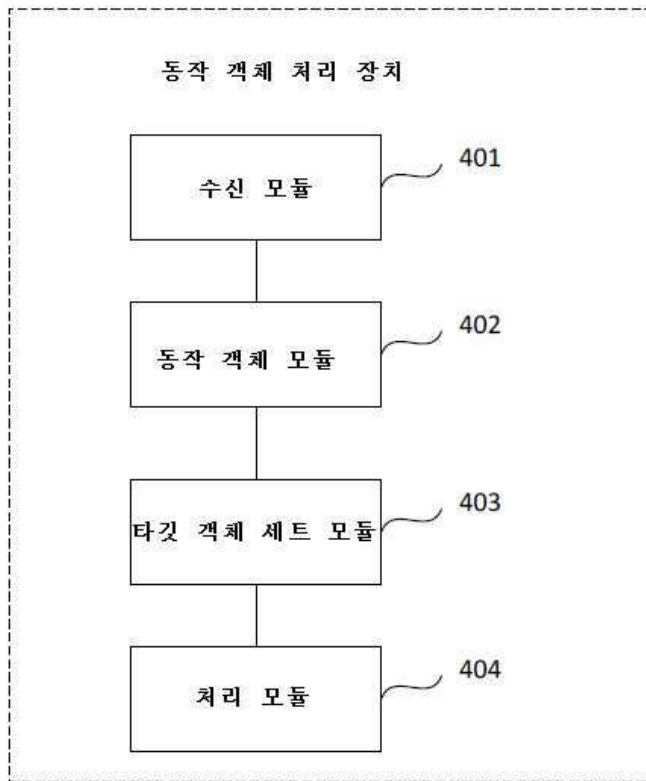 동작 객체 처리 장치
수신 모듈
401
동작 객체 모듈
402
타깃 객체 세트 모듈
403
처리 모듈
404